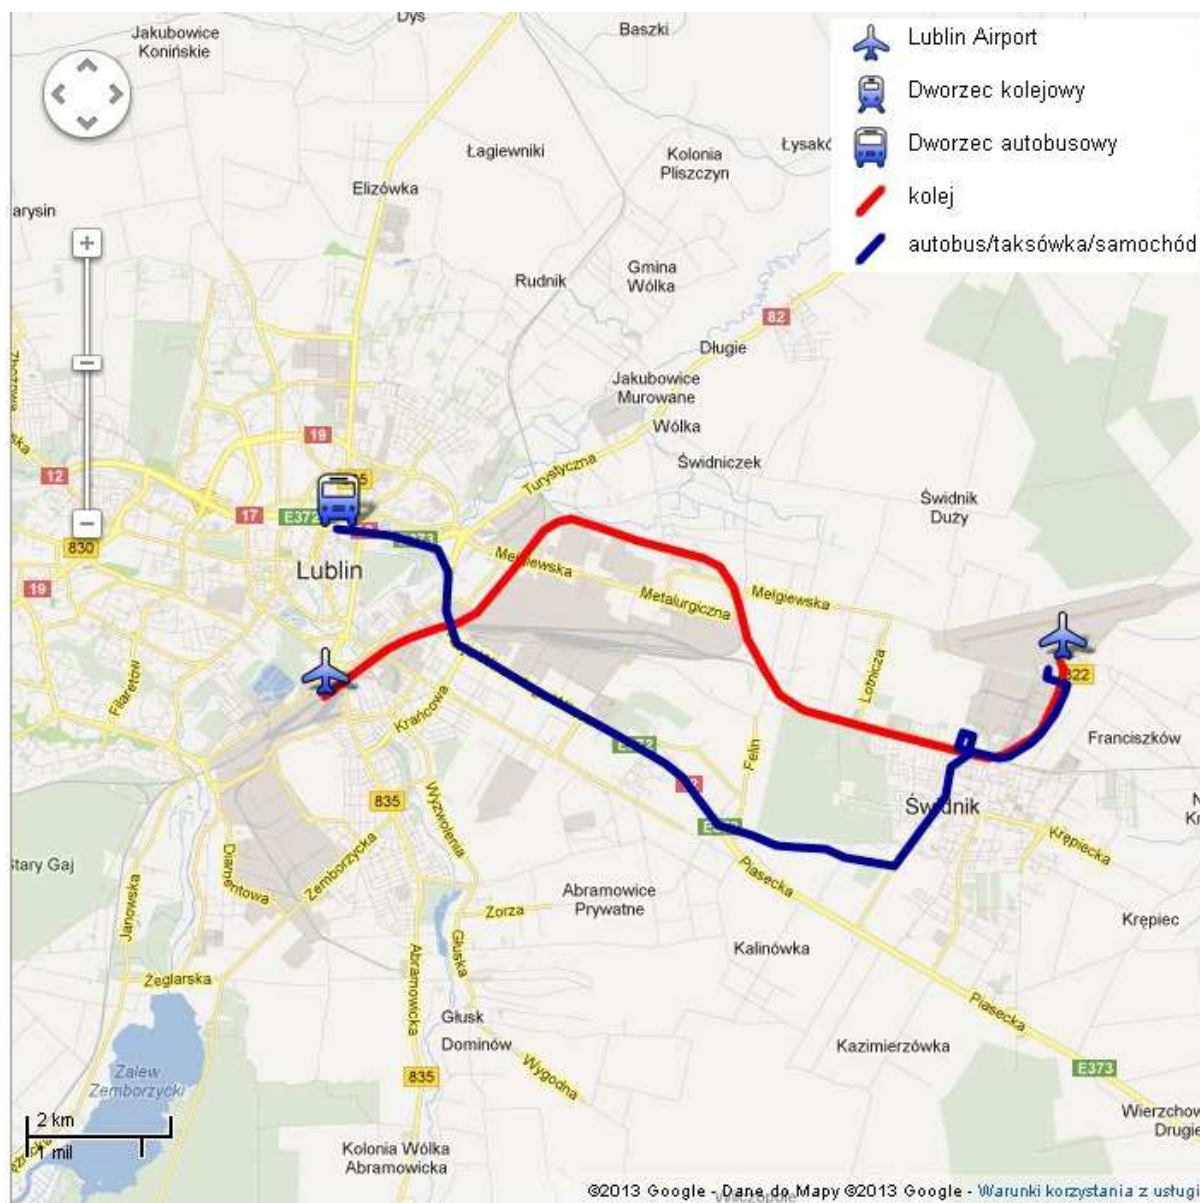 Dys
Baszki
Jakubowice
Konińskie
Lublin Airport
Dworzec kolejowy
Dworzec autobusowy
kolej
autobus/taksówka/samochód
Łagiewniki
Kolonia
Pliszczyn
Elizówka
Gmina
Wólka
Rudnik
82
Długie
Jakubowice
Murowane
Wólka
19
Turystyczna
Świdniczek
12
Świdnik
Duży
17
E372
830
Lublin
Mełgiewska
Metalurgiczna
Mełgiewska
19
Lotnicza
Filaretów
Krańcowa
822
Franciszków
Felin
835
Wyzwolenia
Świdnik
Krępiecka
Stary Gaj
Diamentowa
Zemborzycka
Piasecka
Janowska
Abramowice
Prywatne
Zorza
Krępiec
Abramowicka
Głuska
Kalinówka
Żeglarska
Piasecka
Głusk
Dominów
Kazimierzówka
Wygodna
E373
Zalew
Zemborzycki
835
2 km
1 mil
Kolonia Wólka
Abramowicka
©2013 Google - Dane do Mapy ©2013 Google - Warunki korzystania z usługi